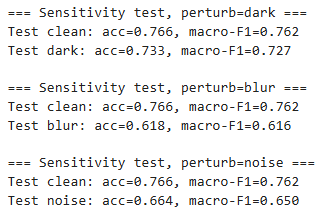 === Sensitivity test, perturb=dark ===
Test clean: acc=0.766, macro-F1=0.762
Test dark: acc=0.733, macro-F1=0.727

=== Sensitivity test, perturb=blur ===
Test clean: acc=0.766, macro-F1=0.762
Test blur: acc=0.618, macro-F1=0.616

=== Sensitivity test, perturb=noise ===
Test clean: acc=0.766, macro-F1=0.762
Test noise: acc=0.664, macro-F1=0.650